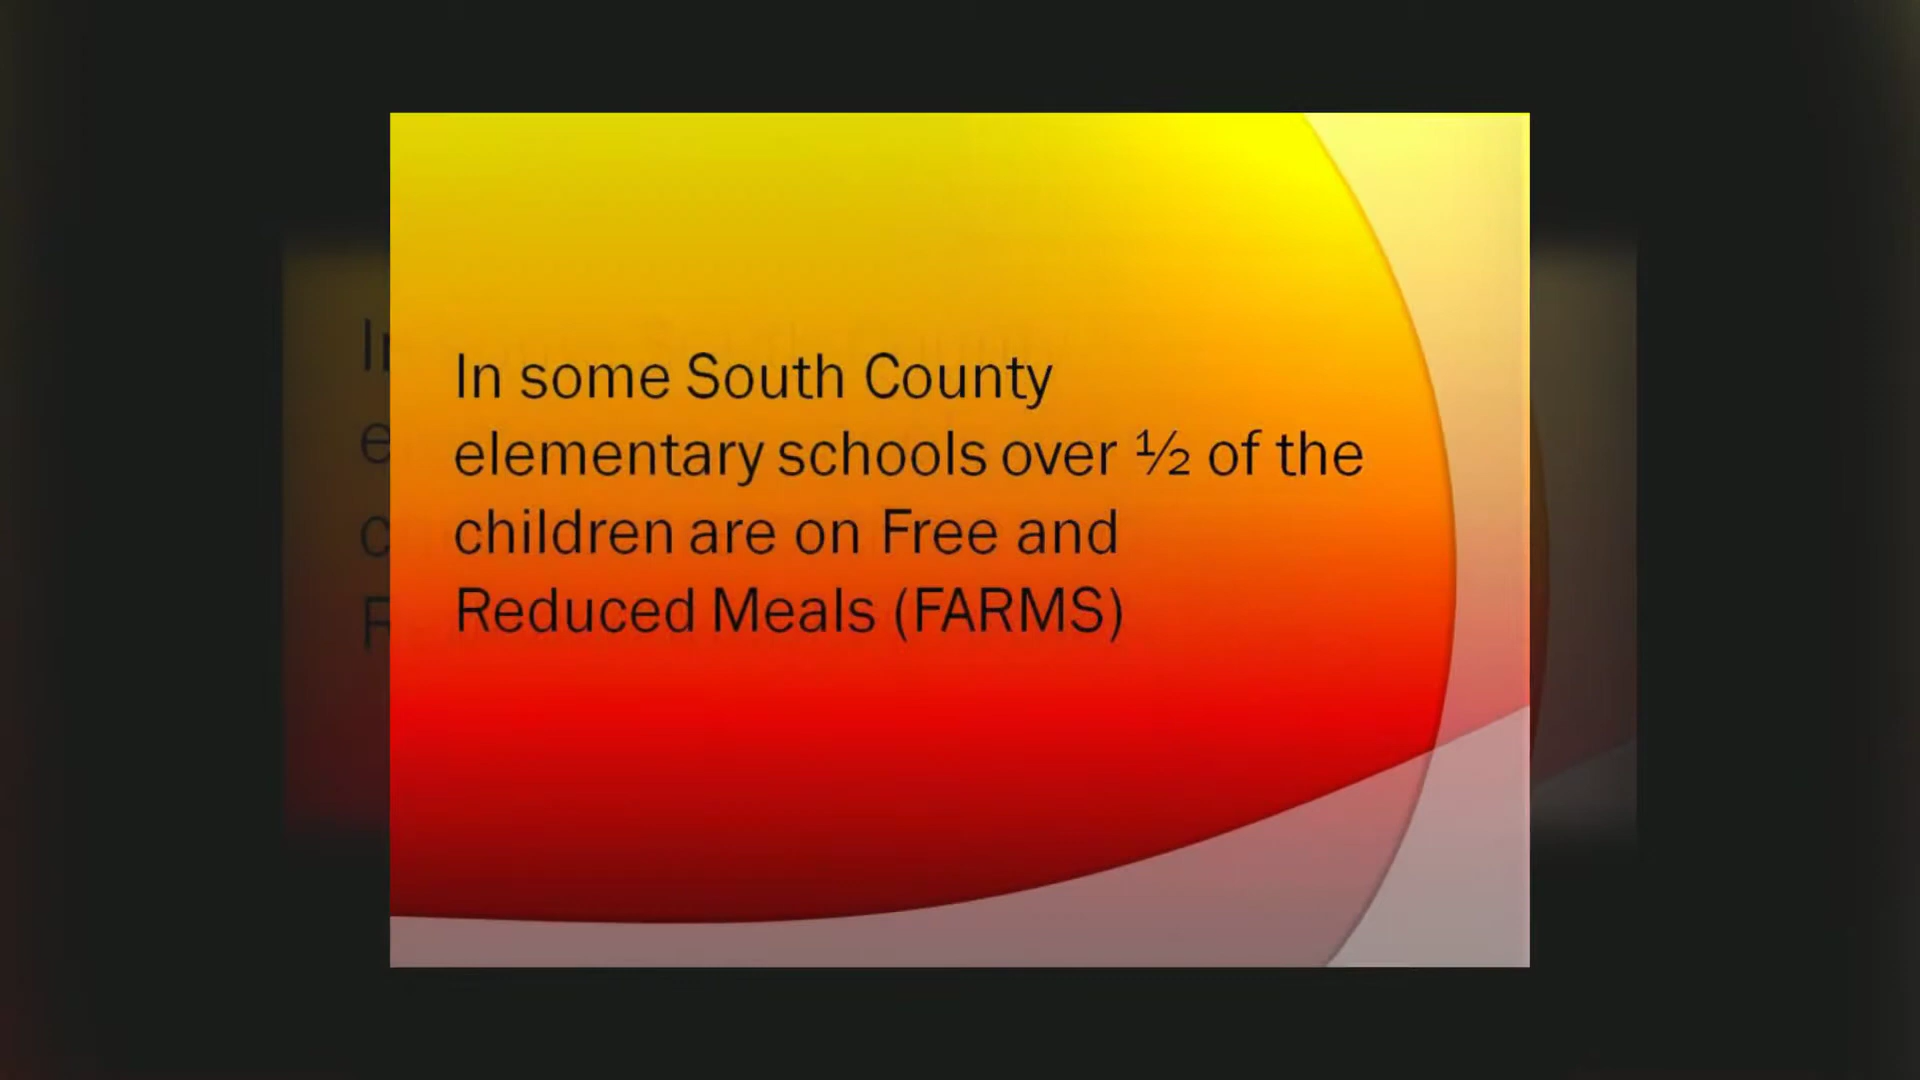 In some South County
elementary schools over ½ of the
children are on Free and
Reduced Meals (FARMS)